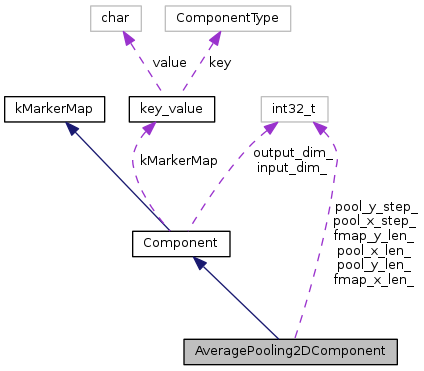 char
ComponentType
value
key
kMarkerMap
key_value
int32_t
kMarkerMap
output_dim_
input_dim_
pool_y_step_
pool_x_step_
fmap_y_len_
pool_x_len_
pool_y_len_
fmap_x_len_
Component
AveragePooling2DComponent